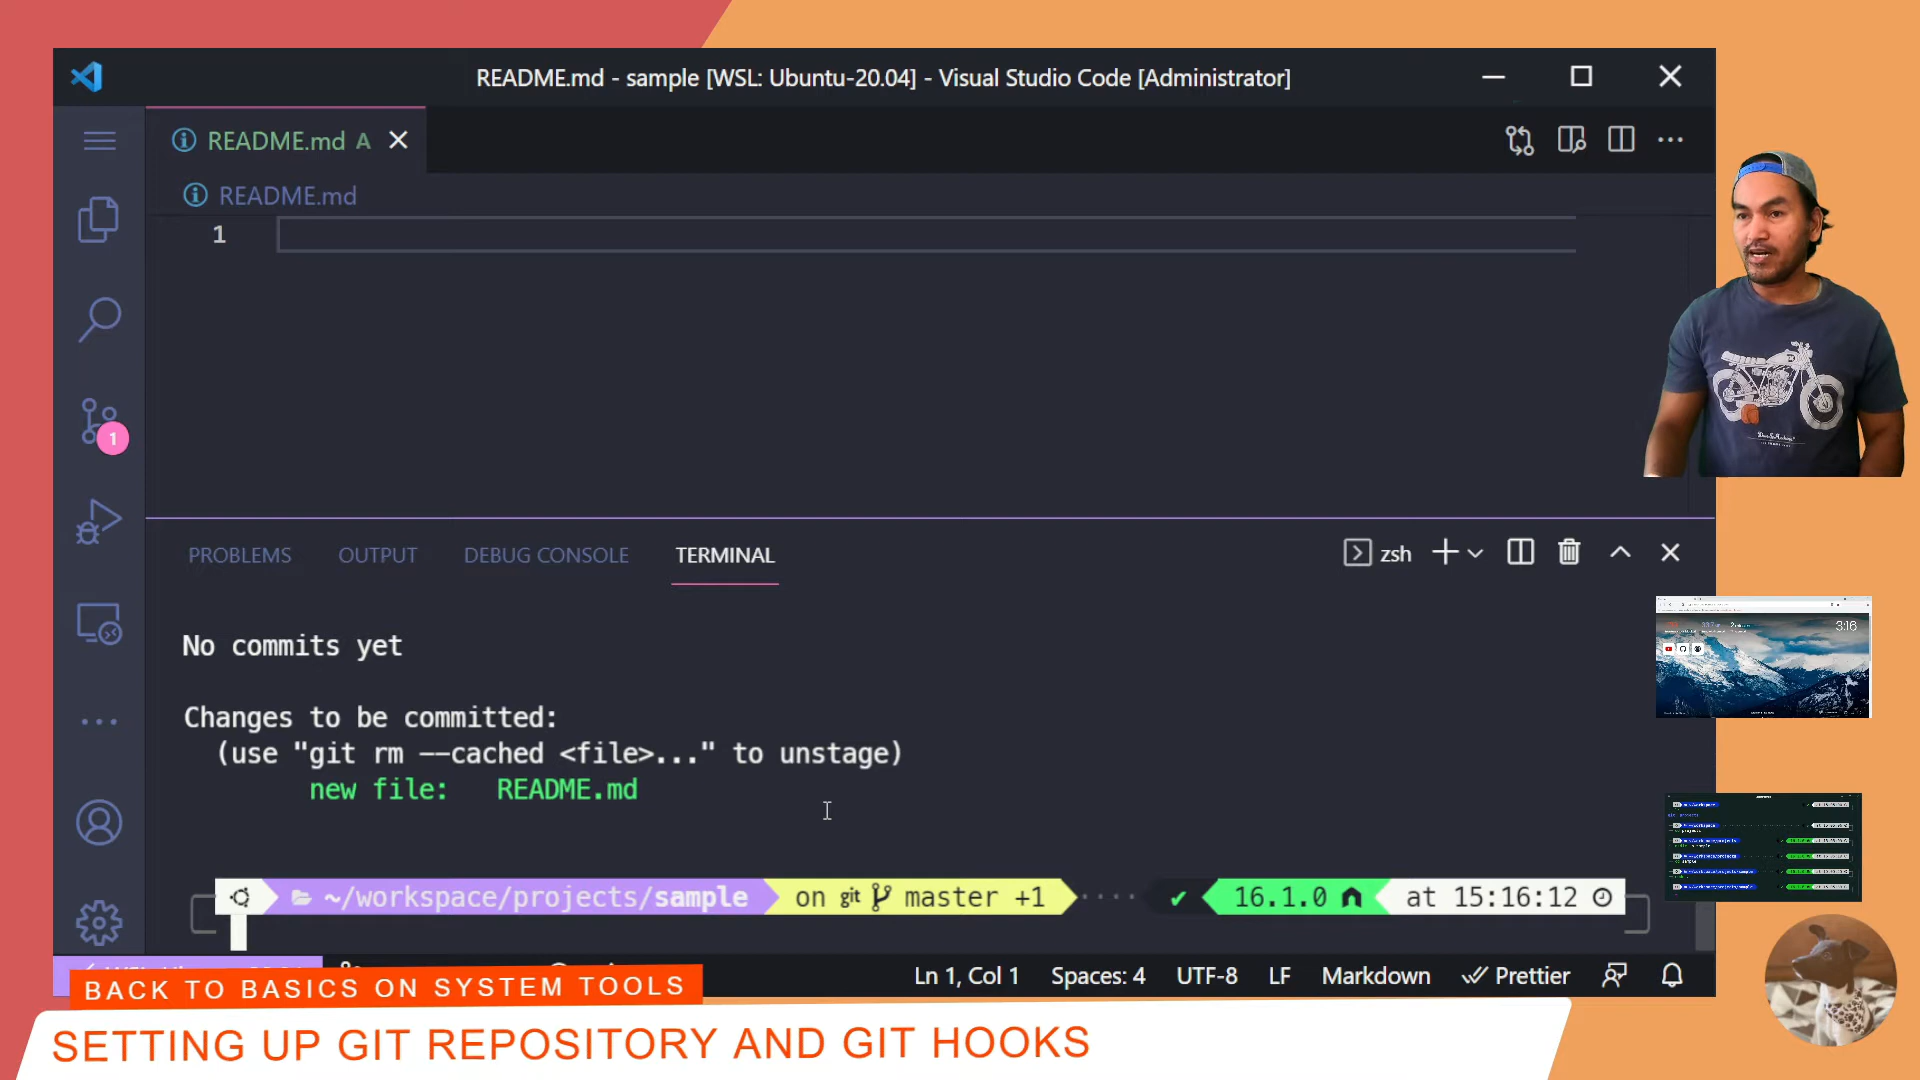 README.md - sample [WSL: Ubuntu-20.04] - Visual Studio Code [Administrator]
README.md A
README.md
1
1
PROBLEMS OUTPUT DEBUG CONSOLE TERMINAL
zsh
No commits yet
Changes to be committed:
(use "git rm --cached <file>..." to unstage)
new file: README.md
~/workspace/projects/sample on git master +1 ✔ 16.1.0 at 15:16:12
3:16
Ln 1, Col 1 Spaces: 4 UTF-8 LF Markdown Prettier
BACK TO BASICS ON SYSTEM TOOLS
SETTING UP GIT REPOSITORY AND GIT HOOKS